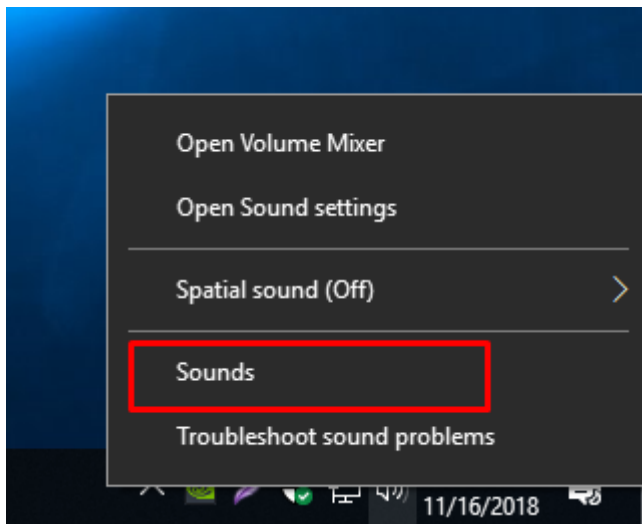 Open Volume Mixer
Open Sound settings
Spatial sound (Off)
Sounds
Troubleshoot sound problems
11/16/2018